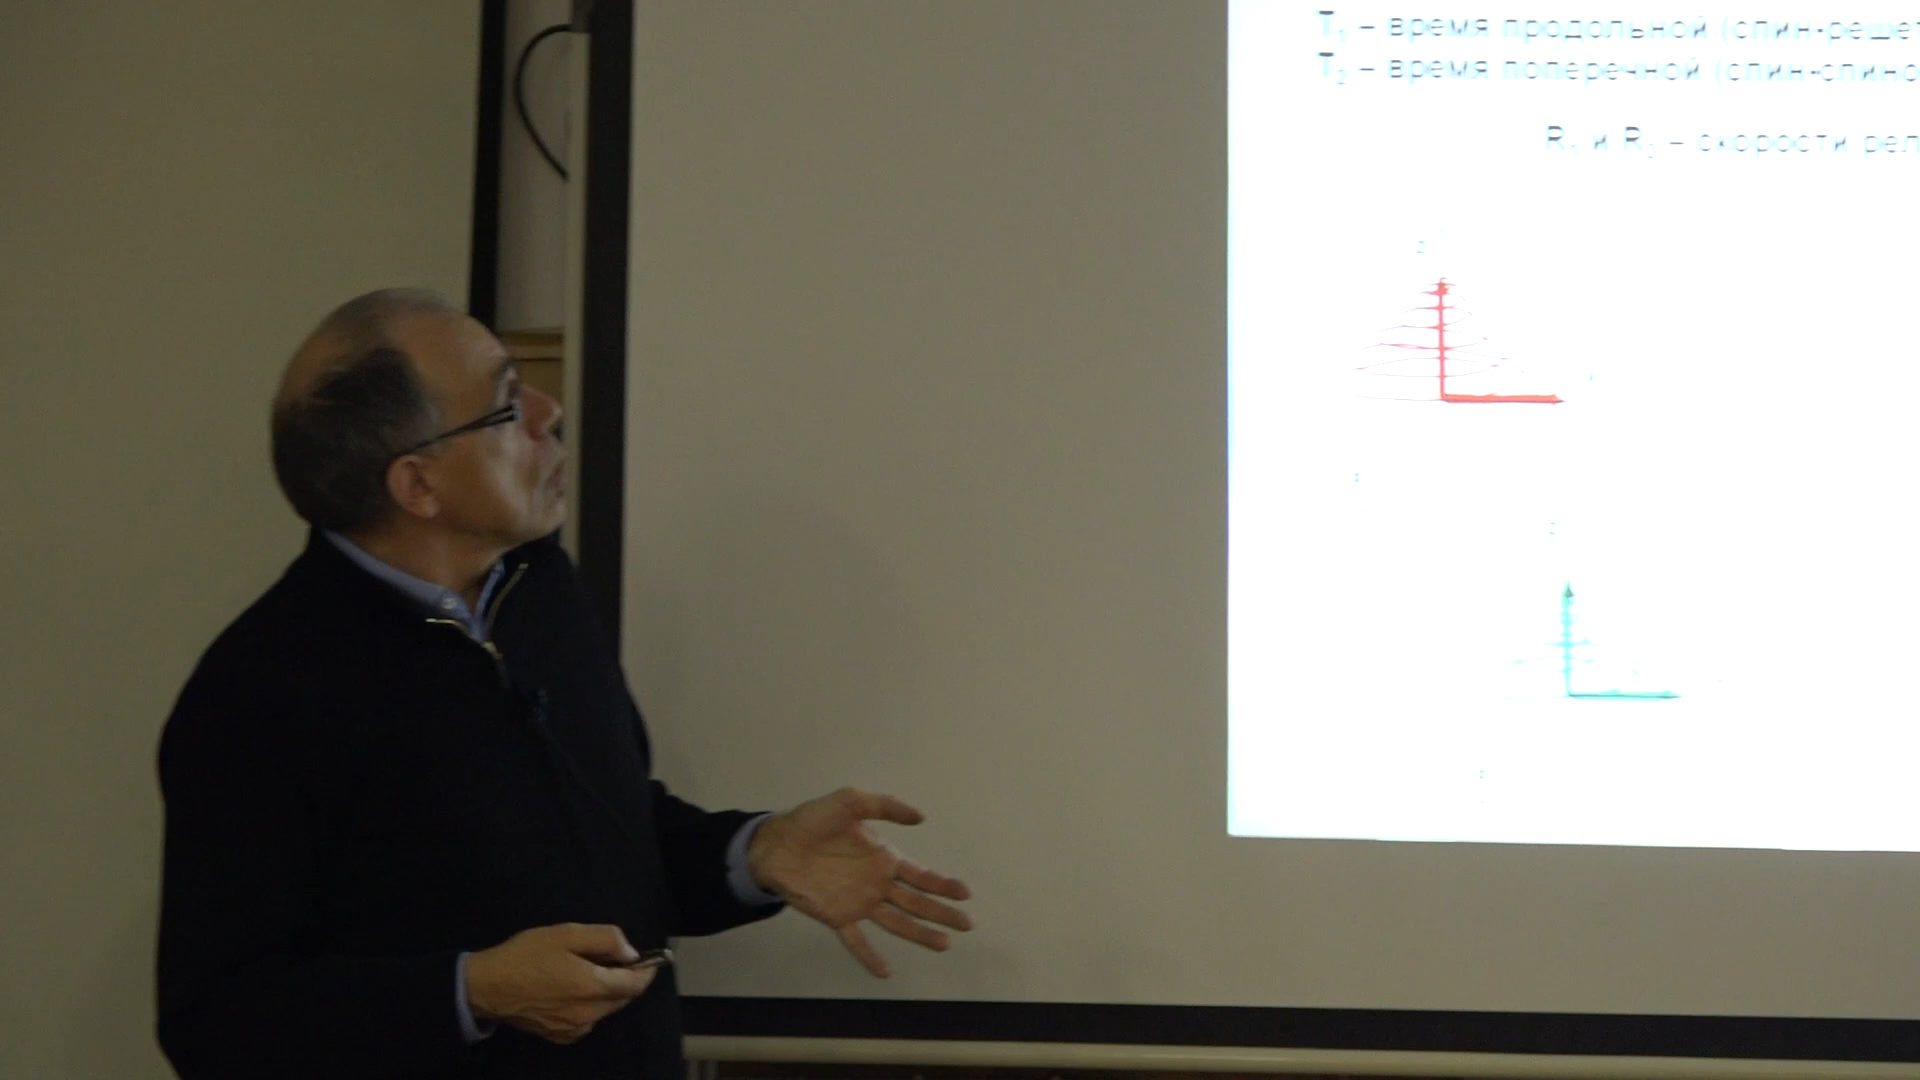 T₁ – время продольной (спин-решет
T₂ – время поперечной (спин-спино
R₁ и R₂ – скорости рел
z